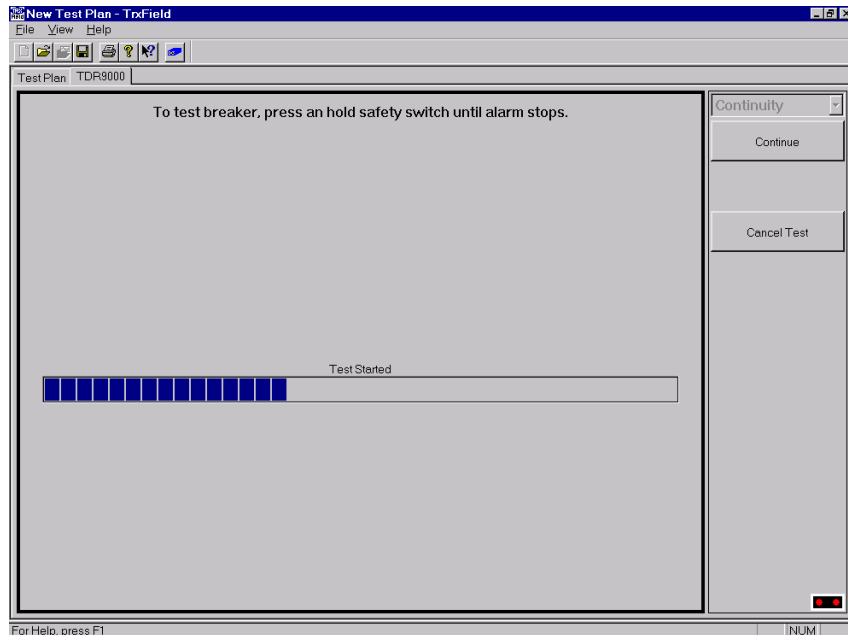 New Test Plan - TrxField
File View Help
Test Plan TDR9000
To test breaker, press an hold safety switch until alarm stops.
Continuity
Continue
Cancel Test
Test Started
For Help, press F1
NUM